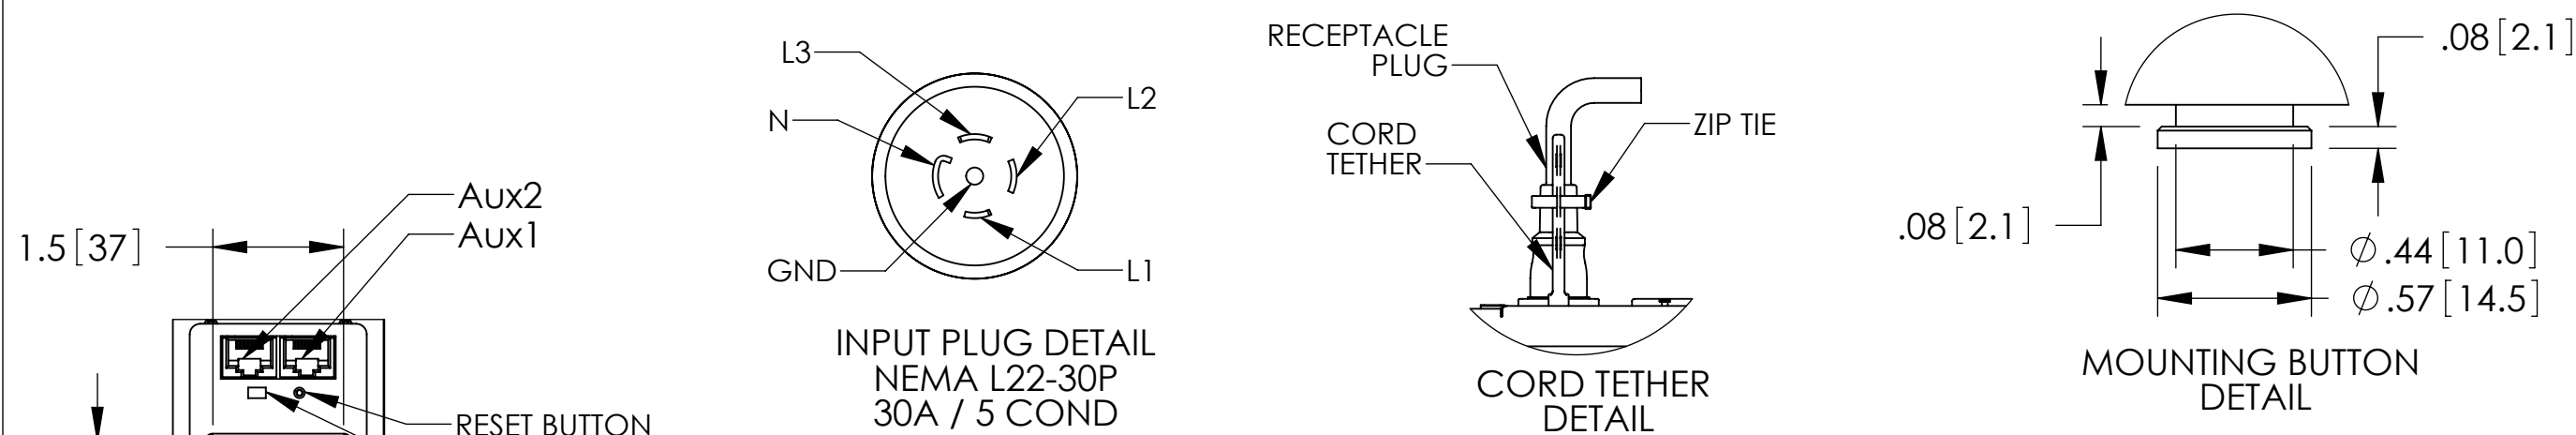 1.5[37]
Aux2
Aux1
RESET BUTTON
L3
N
GND
L2
L1
INPUT PLUG DETAIL
NEMA L22-30P
30A / 5 COND
RECEPTACLE
PLUG
CORD
TETHER
ZIP TIE
CORD TETHER
DETAIL
.08[2.1]
.08[2.1]
∅.44[11.0]
∅.57[14.5]
MOUNTING BUTTON
DETAIL